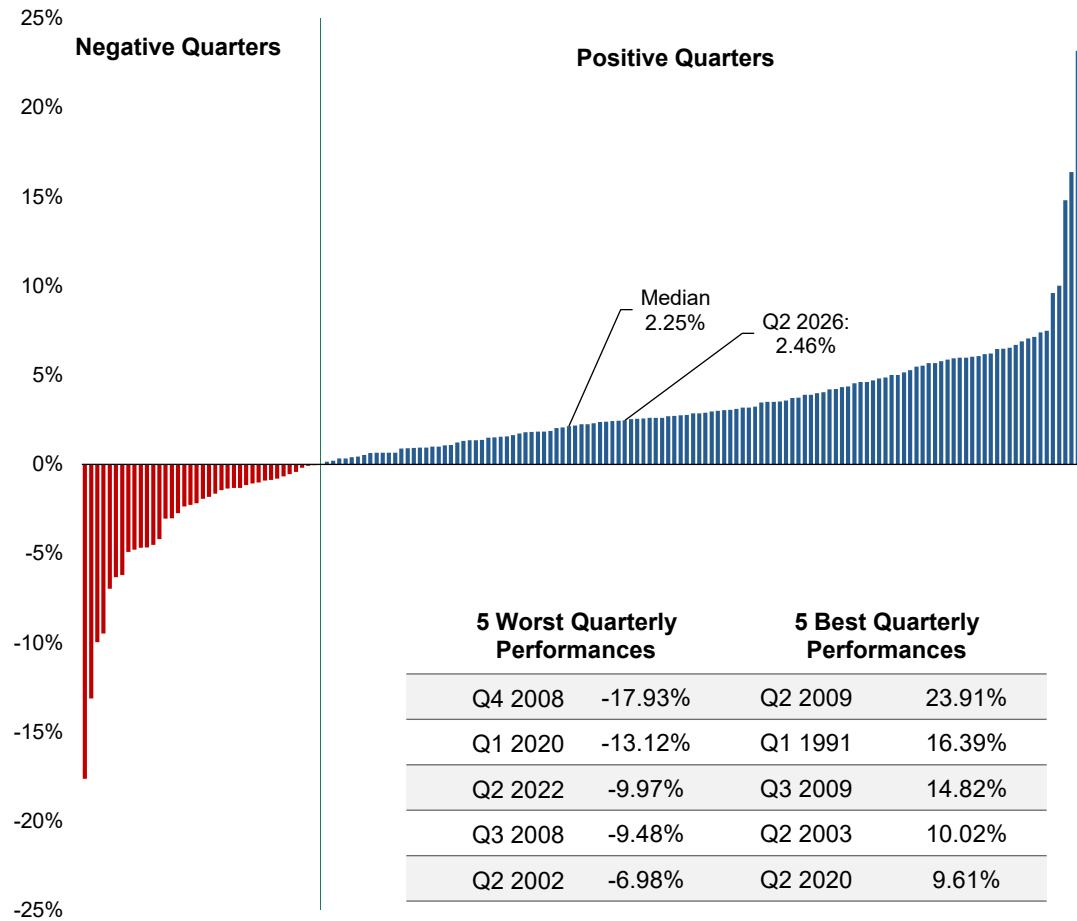 25%
Negative Quarters
Positive Quarters
20%
15%
10%
Median
2.25%
Q2 2026:
2.46%
5%
0%
-5%
-10%
-15%
-20%
-25%
5 Worst Quarterly
Performances
5 Best Quarterly
Performances
Q4 2008 -17.93% Q2 2009 23.91%
Q1 2020 -13.12% Q1 1991 16.39%
Q2 2022 -9.97% Q3 2009 14.82%
Q3 2008 -9.48% Q2 2003 10.02%
Q2 2002 -6.98% Q2 2020 9.61%